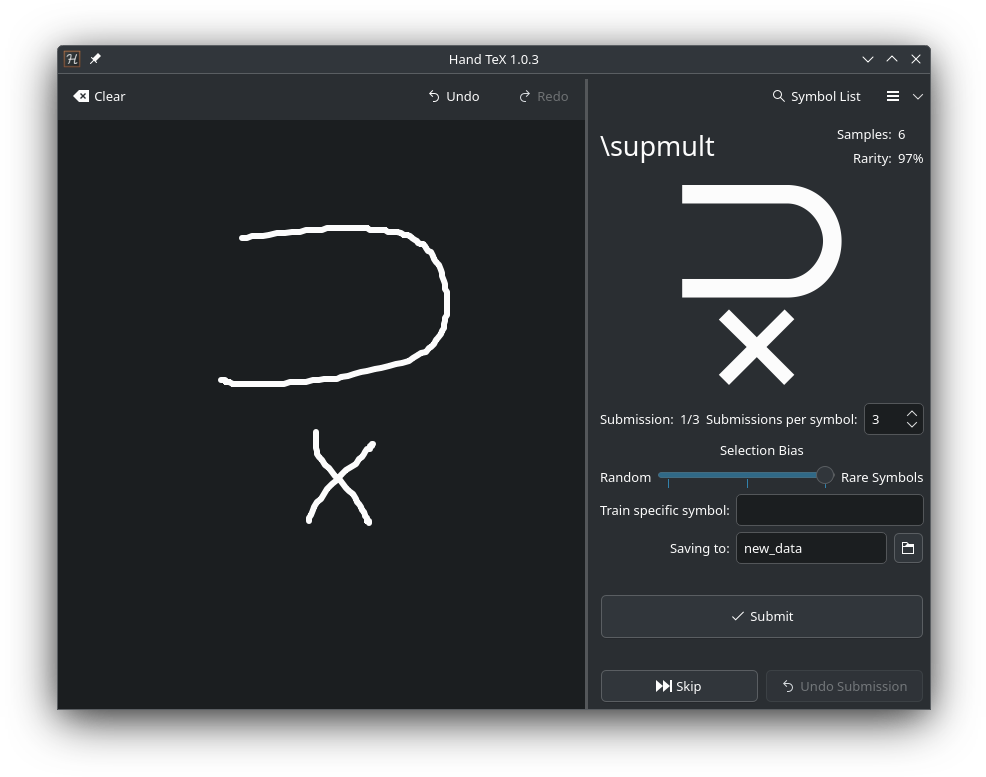 Hand TeX 1.0.3
Clear
Undo
Redo
Symbol List
\supmult
Samples: 6
Rarity: 97%
⊃
×
Submission: 1/3 Submissions per symbol: 3
Selection Bias
Random
Rare Symbols
Train specific symbol:
Saving to: new_data
Submit
Skip
Undo Submission